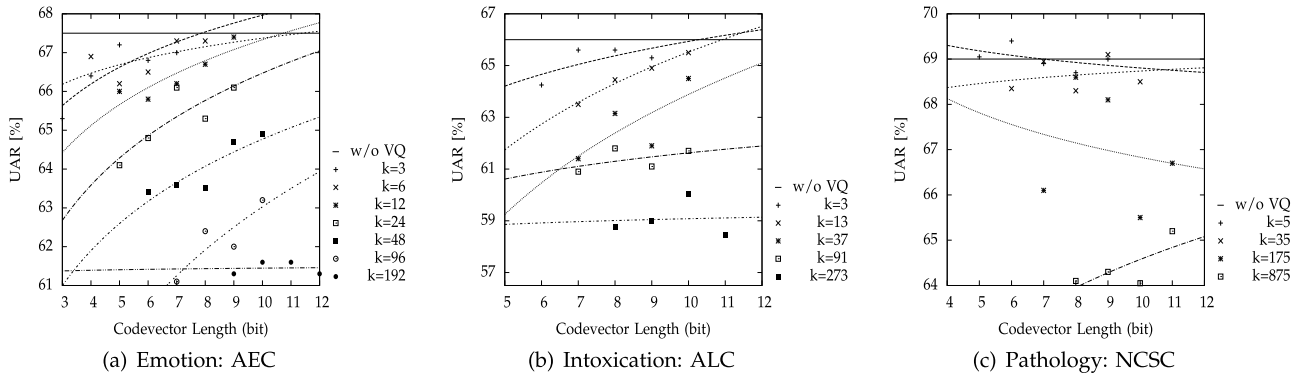 68
67
66
65
64
63
62
61
UAR [%]
3 4 5 6 7 8 9 10 11 12
Codevector Length (bit)
w/o VQ
k=3
k=6
k=12
k=24
k=48
k=96
k=192
(a) Emotion: AEC
67
65
63
61
59
57
UAR [%]
5 6 7 8 9 10 11 12
Codevector Length (bit)
w/o VQ
k=3
k=13
k=37
k=91
k=273
(b) Intoxication: ALC
70
69
68
67
66
65
64
UAR [%]
4 5 6 7 8 9 10 11 12
Codevector Length (bit)
w/o VQ
k=5
k=35
k=175
k=875
(c) Pathology: NCSC